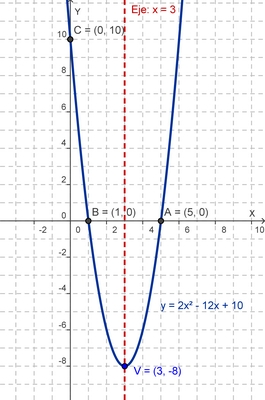 Y
Eje: x = 3
10
C = (0, 10)
8
6
4
2
0
B = (1, 0)
A = (5, 0)
X
-2
2
4
6
8
10
-2
-4
y = 2x² - 12x + 10
-6
-8
V = (3, -8)